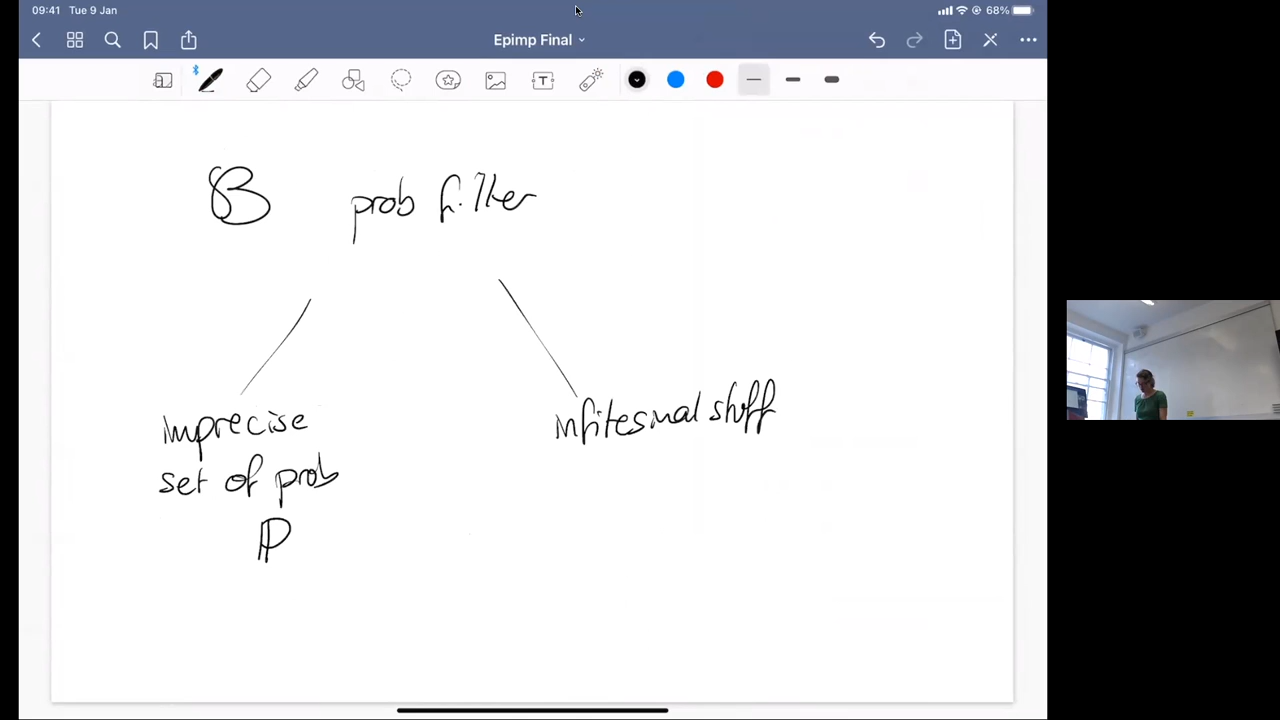 09:41 Tue 9 Jan
68%
Epimp Final
B prob filter
imprecise
set of prob
ℙ
infitesmal stuff